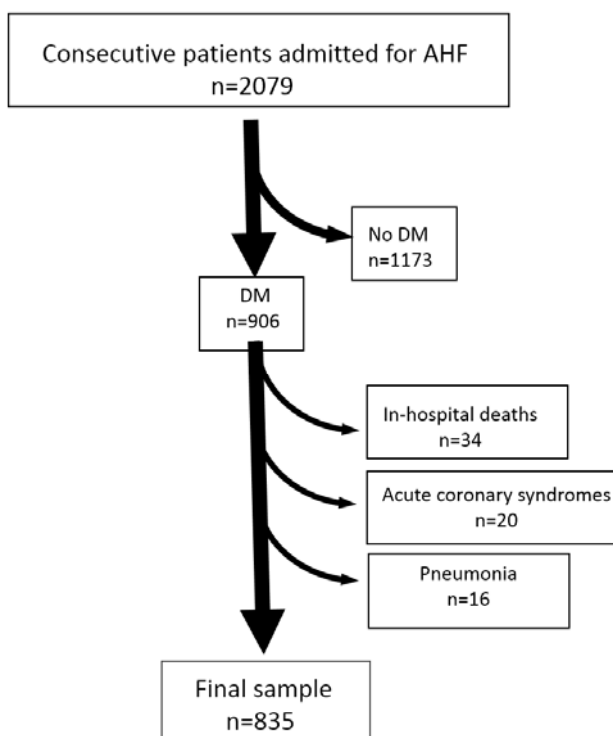 Consecutive patients admitted for AHF
n=2079
No DM
n=1173
DM
n=906
In-hospital deaths
n=34
Acute coronary syndromes
n=20
Pneumonia
n=16
Final sample
n=835